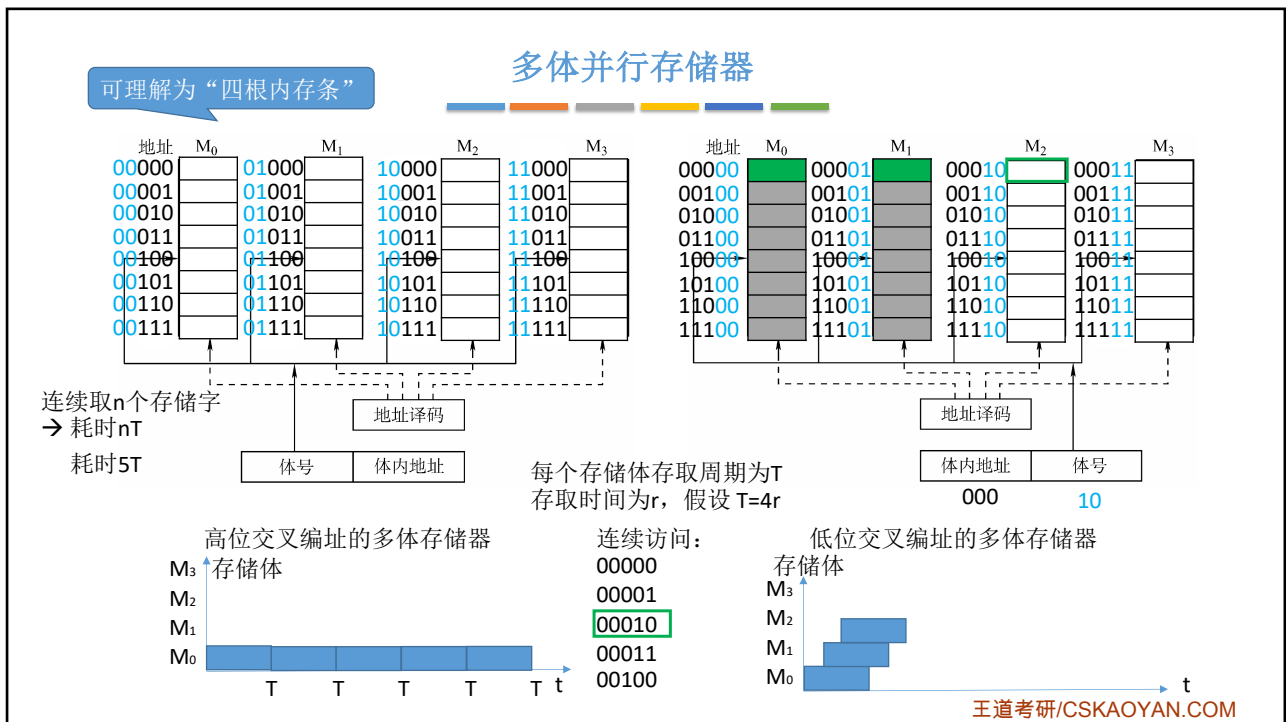 多体并行存储器
可理解为“四根内存条”
地址 M₀ M₁ M₂ M₃
00000 01000 10000 11000
00001 01001 10001 11001
00010 01010 10010 11010
00011 01011 10011 11011
00100 01100 10100 11100
00101 01101 10101 11101
00110 01110 10110 11110
00111 01111 10111 11111
地址译码
体号 体内地址
连续取n个存储字
→ 耗时nT
耗时5T
地址 M₀ M₁ M₂ M₃
00000 00001 00010 00011
00100 00101 00110 00111
01000 01001 01010 01011
01100 01101 01110 01111
10000 10001 10010 10011
10100 10101 10110 10111
11000 11001 11010 11011
11100 11101 11110 11111
地址译码
体内地址 体号
000 10
每个存储体存取周期为T
存取时间为r，假设 T=4r
高位交叉编址的多体存储器
存储体
M₃
M₂
M₁
M₀
T T T T T t
连续访问：
00000
00001
00010
00011
00100
低位交叉编址的多体存储器
存储体
M₃
M₂
M₁
M₀
t
王道考研/CSKAOYAN.COM